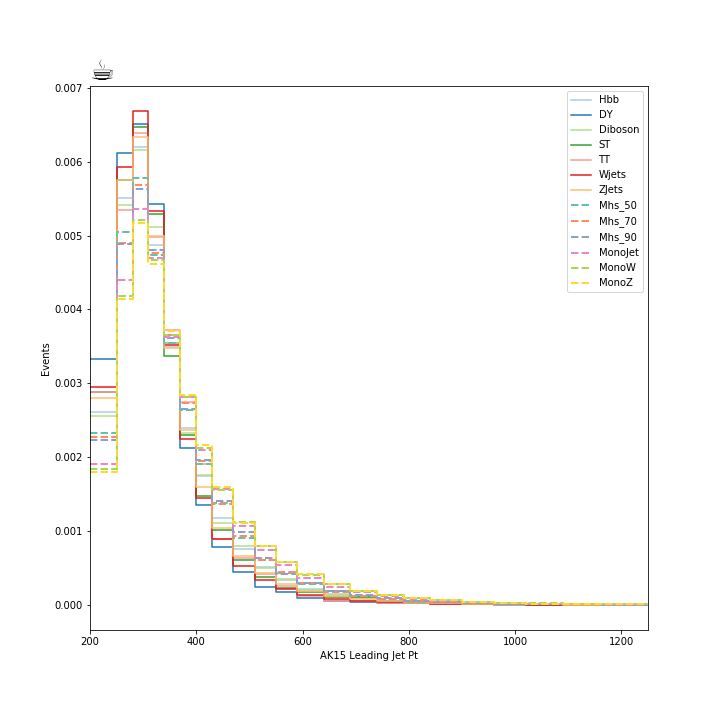 0.007
0.006
0.005
0.004
0.003
0.002
0.001
0.000
Events
200
400
600
800
1000
1200
AK15 Leading Jet Pt
Hbb
DY
Diboson
ST
TT
Wjets
ZJets
Mhs_50
Mhs_70
Mhs_90
MonoJet
MonoW
MonoZ